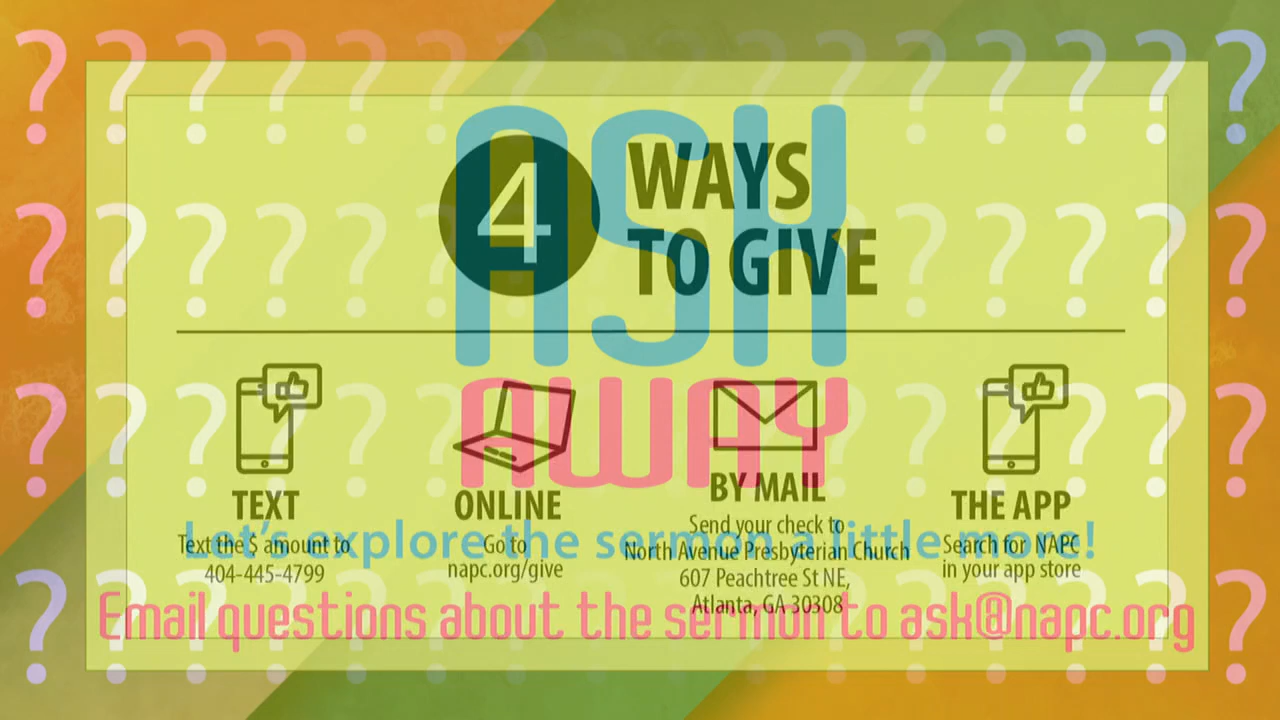 4 WAYS
TO GIVE
ASK
AWAY
TEXT
Text the $ amount to
404-445-4799
ONLINE
Go to
napc.org/give
BY MAIL
Send your check to
North Avenue Presbyterian Church
607 Peachtree St NE,
Atlanta, GA 30308
THE APP
Search for NAPC
in your app store
Let's explore the sermon a little more!
Email questions about the sermon to ask@napc.org